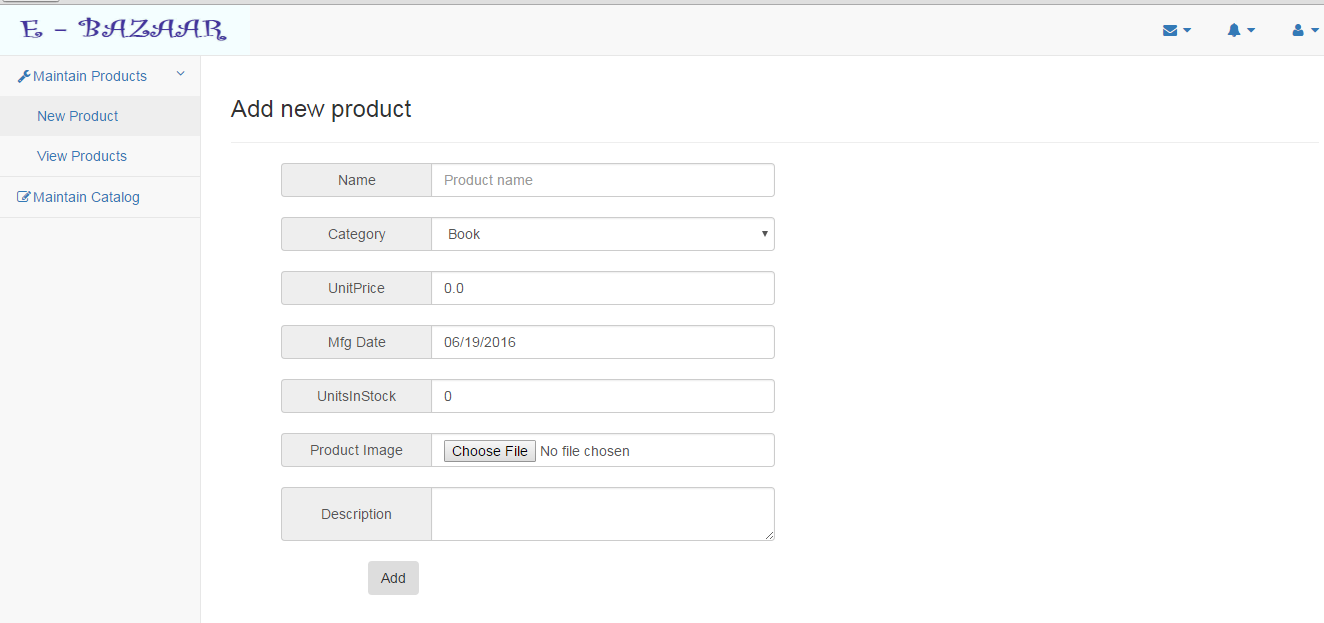 E - BAZAAR
Maintain Products
New Product
View Products
Maintain Catalog
Add new product
Name Product name
Category Book
UnitPrice 0.0
Mfg Date 06/19/2016
UnitsInStock 0
Product Image Choose File No file chosen
Description
Add